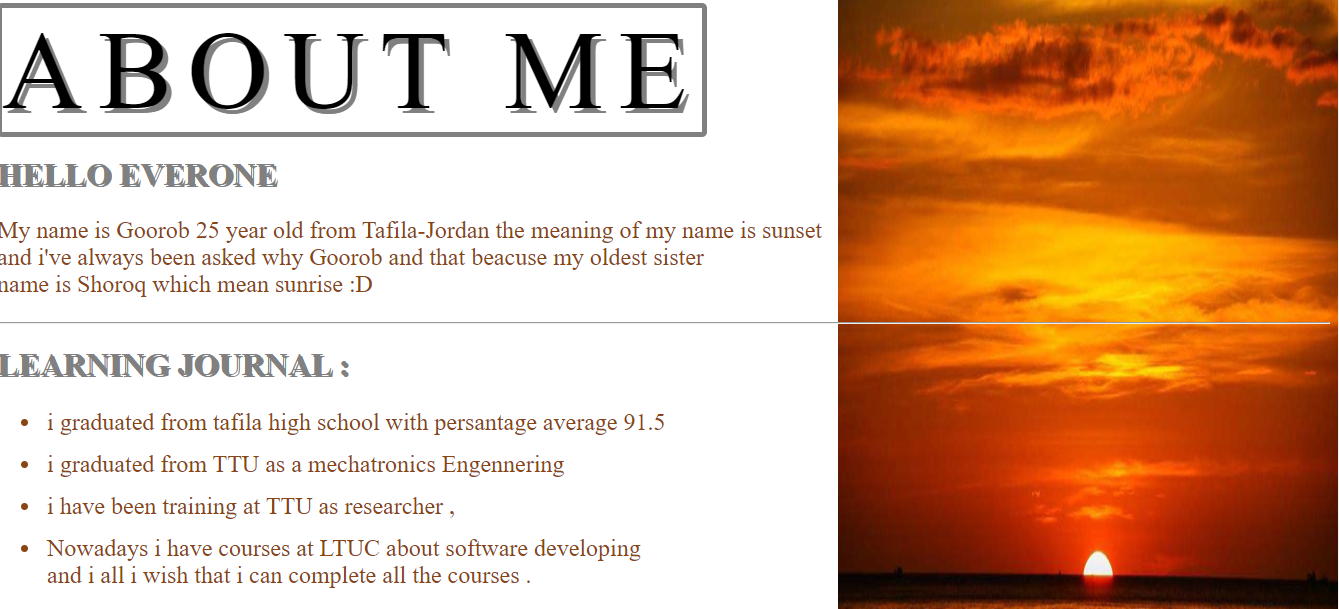 ABOUT ME
HELLO EVERONE
My name is Goorob 25 year old from Tafila-Jordan the meaning of my name is sunset
and i've always been asked why Goorob and that beacuse my oldest sister
name is Shoroq which mean sunrise :D
LEARNING JOURNAL :
• i graduated from tafila high school with persantage average 91.5
• i graduated from TTU as a mechatronics Engennering
• i have been training at TTU as researcher ,
• Nowadays i have courses at LTUC about software developing
and i all i wish that i can complete all the courses .